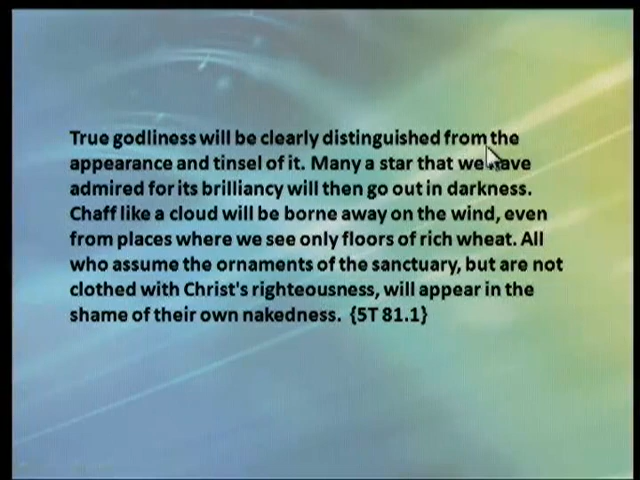 True godliness will be clearly distinguished from the
appearance and tinsel of it. Many a star that we have
admired for its brilliancy will then go out in darkness.
Chaff like a cloud will be borne away on the wind, even
from places where we see only floors of rich wheat. All
who assume the ornaments of the sanctuary, but are not
clothed with Christ's righteousness, will appear in the
shame of their own nakedness. {5T 81.1}